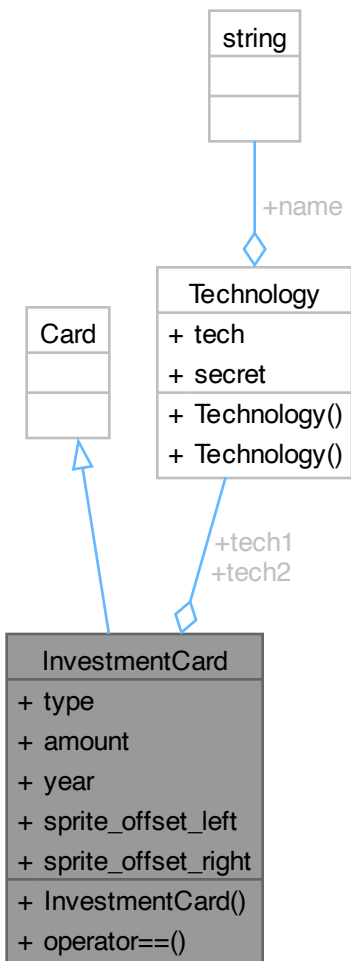 string
+name
Technology
+ tech
+ secret
+ Technology()
+ Technology()
Card
+tech1
+tech2
InvestmentCard
+ type
+ amount
+ year
+ sprite_offset_left
+ sprite_offset_right
+ InvestmentCard()
+ operator==()